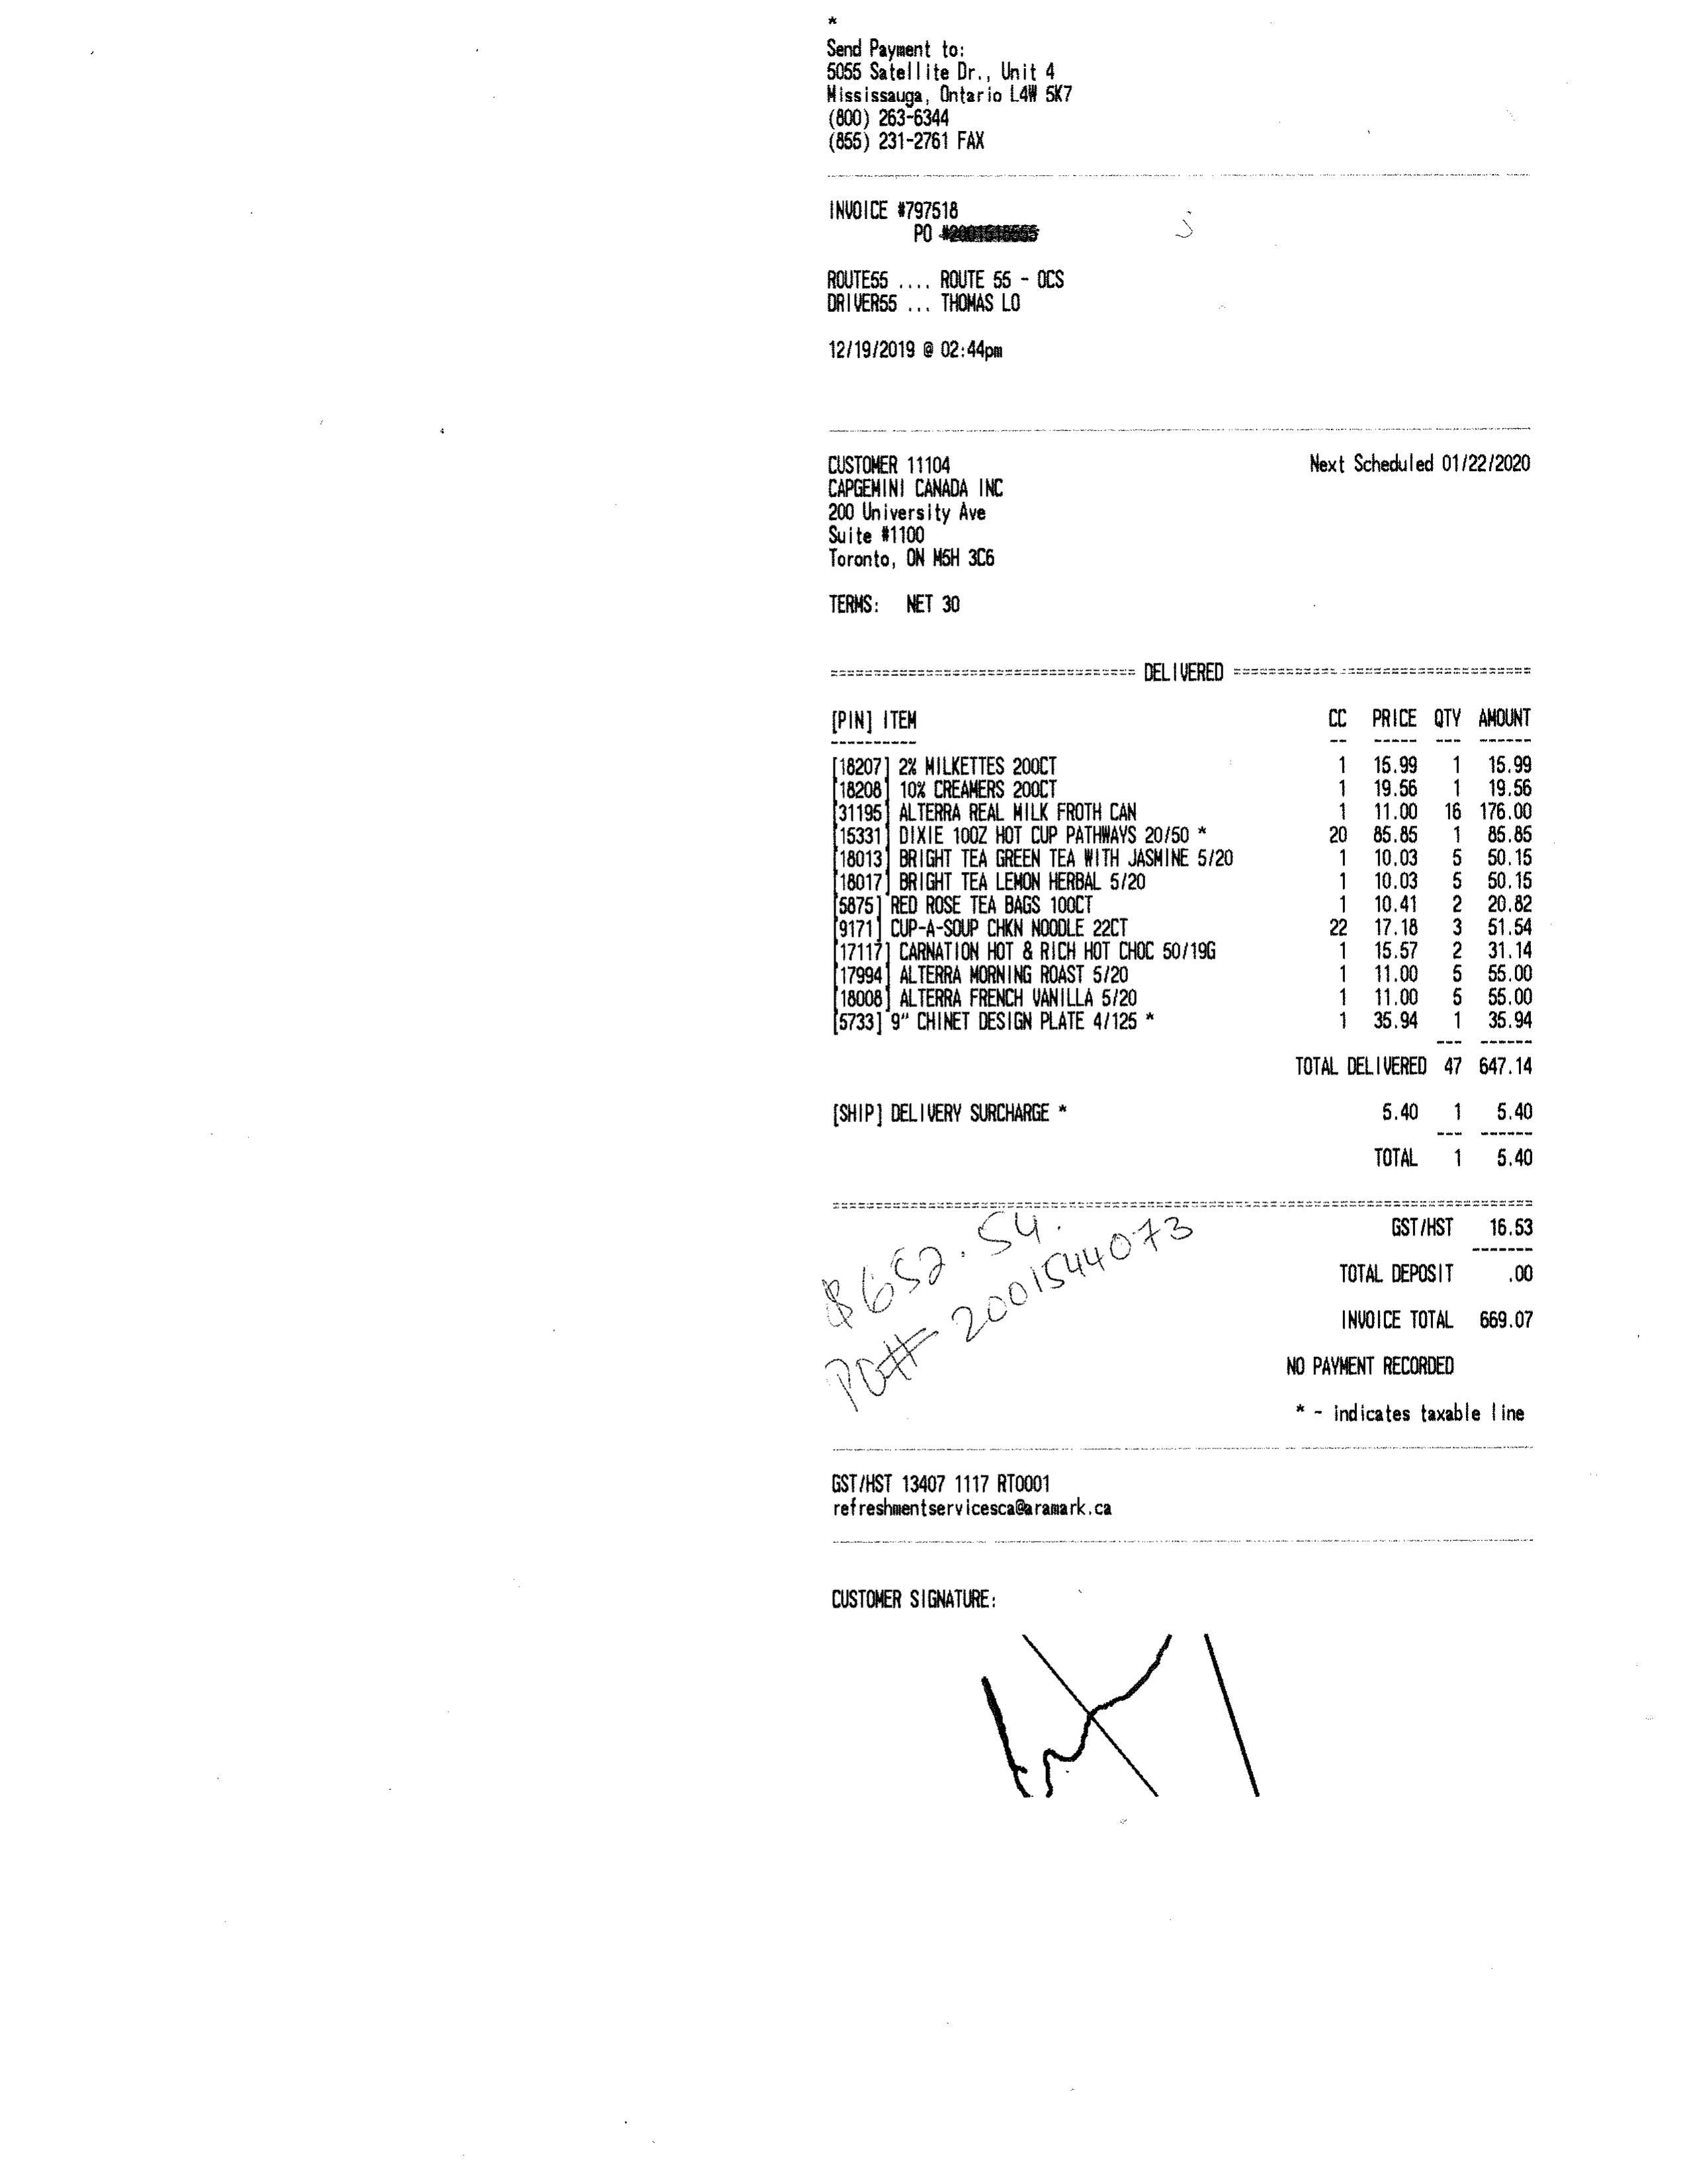 *
Send Payment to:
5055 Satellite Dr., Unit 4
Mississauga, Ontario L4W 5K7
(800) 263-6344
(855) 231-2761 FAX
INVOICE #797518
PO
ROUTE55 .... ROUTE 55 - OCS
DRIVER55 ... THOMAS LO
12/19/2019 @ 02:44pm
CUSTOMER 11104 Next Scheduled 01/22/2020
CAPGEMINI CANADA INC
200 University Ave
Suite #1100
Toronto, ON M5H 3C6
TERMS: NET 30
DELIVERED
[PIN] ITEM CC PRICE QTY AMOUNT
[18207] 2% MILKETTES 200CT 1 15.99 1 15.99
[18208] 10% CREAMERS 200CT 1 19.56 1 19.56
[31195] ALTERRA REAL MILK FROTH CAN 1 11.00 16 176.00
[15331] DIXIE 10OZ HOT CUP PATHWAYS 20/50 * 20 85.85 1 85.85
[18013] BRIGHT TEA GREEN TEA WITH JASMINE 5/20 1 10.03 5 50.15
[18017] BRIGHT TEA LEMON HERBAL 5/20 1 10.03 5 50.15
[5875] RED ROSE TEA BAGS 100CT 1 10.41 2 20.82
[9171] CUP-A-SOUP CHKN NOODLE 22CT 22 17.18 3 51.54
[17117] CARNATION HOT & RICH HOT CHOC 50/19G 1 15.57 2 31.14
[17994] ALTERRA MORNING ROAST 5/20 1 11.00 5 55.00
[18008] ALTERRA FRENCH VANILLA 5/20 1 11.00 5 55.00
[5733] 9" CHINET DESIGN PLATE 4/125 * 1 35.94 1 35.94
TOTAL DELIVERED 47 647.14
[SHIP] DELIVERY SURCHARGE * 5.40 1 5.40
TOTAL 1 5.40
GST/HST 16.53
TOTAL DEPOSIT .00
INVOICE TOTAL 669.07
$652.54.
PO# 2001544073
NO PAYMENT RECORDED
* - indicates taxable line
GST/HST 13407 1117 RT0001
refreshmentservicesca@aramark.ca
CUSTOMER SIGNATURE: